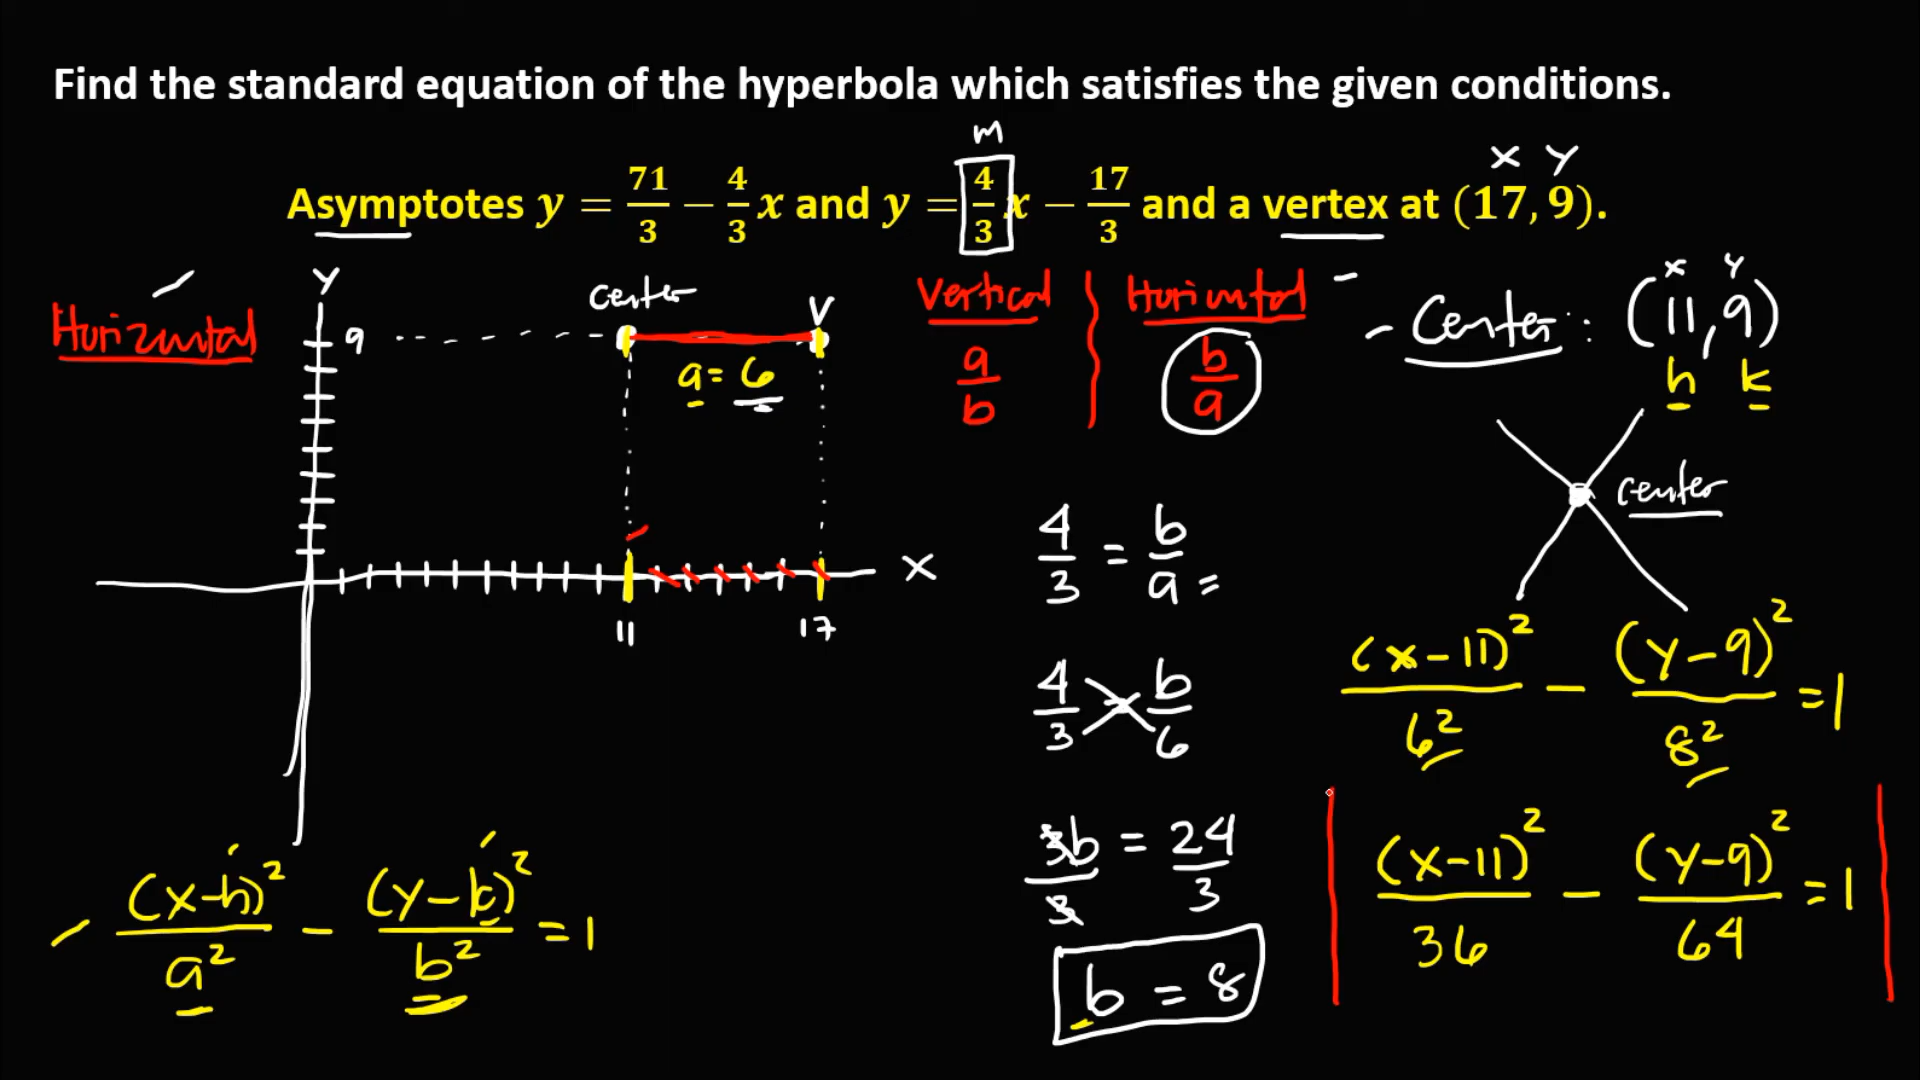 Find the standard equation of the hyperbola which satisfies the given conditions.
m
X Y
Asymptotes y = 71/3 − 4/3 x and y = 4/3 x − 17/3 and a vertex at (17, 9).
Horizontal
Y
9
Center
V
a = 6
X
11
17
Vertical
a/b
Horizontal
b/a
x y
- Center : (11, 9)
h k
Center
4/3 = b/a =
4/3 b/6
3b/3 = 24/3
b = 8
(x-h)²/a² - (y-k)²/b² = 1
(x-11)²/6² - (y-9)²/8² = 1
(x-11)²/36 - (y-9)²/64 = 1